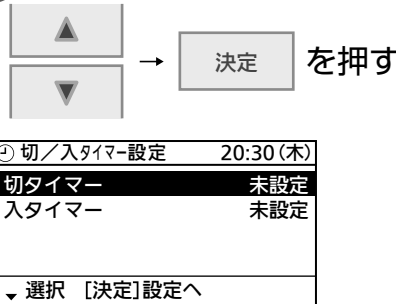 ▲
▼
→ 決定 を押す
切/入ﾀｲﾏｰ設定 20:30(木)
切タイマー 未設定
入タイマー 未設定
選択 [決定]設定へ